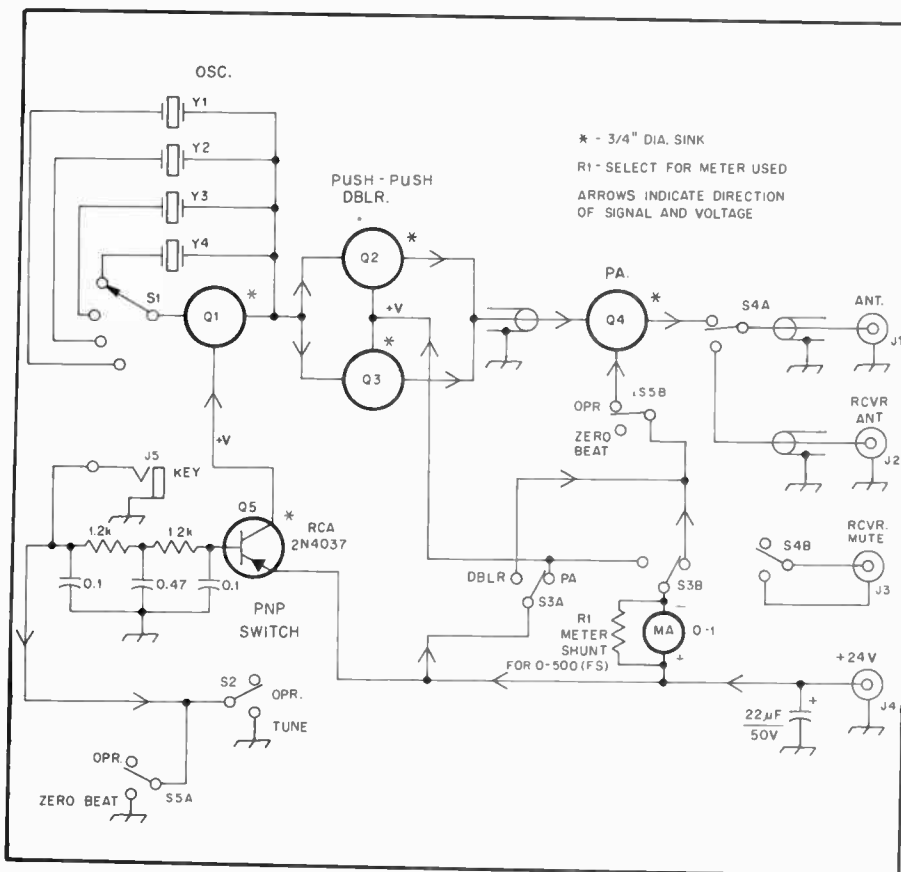 OSC.
Y1
Y2
Y3
Y4
S1
Q1
*
PUSH - PUSH
DBLR.
Q2
*
+V
*
Q3
* - 3/4" DIA. SINK
R1 - SELECT FOR METER USED
ARROWS INDICATE DIRECTION
OF SIGNAL AND VOLTAGE
PA.
Q4
*
S4A
ANT.
J1
S5B
OPR
ZERO
BEAT
RCVR
ANT
J2
+V
J5
KEY
1.2k
1.2k
0.1
0.47
0.1
Q5
*
RCA
2N4037
PNP
SWITCH
DBLR
PA
S3A
S3B
R1
METER
SHUNT
FOR 0-500 (FS)
MA
0-1
−
+
S4B
RCVR.
MUTE
J3
+24V
J4
+
22µF
50V
S2
OPR.
TUNE
OPR.
ZERO BEAT
S5A